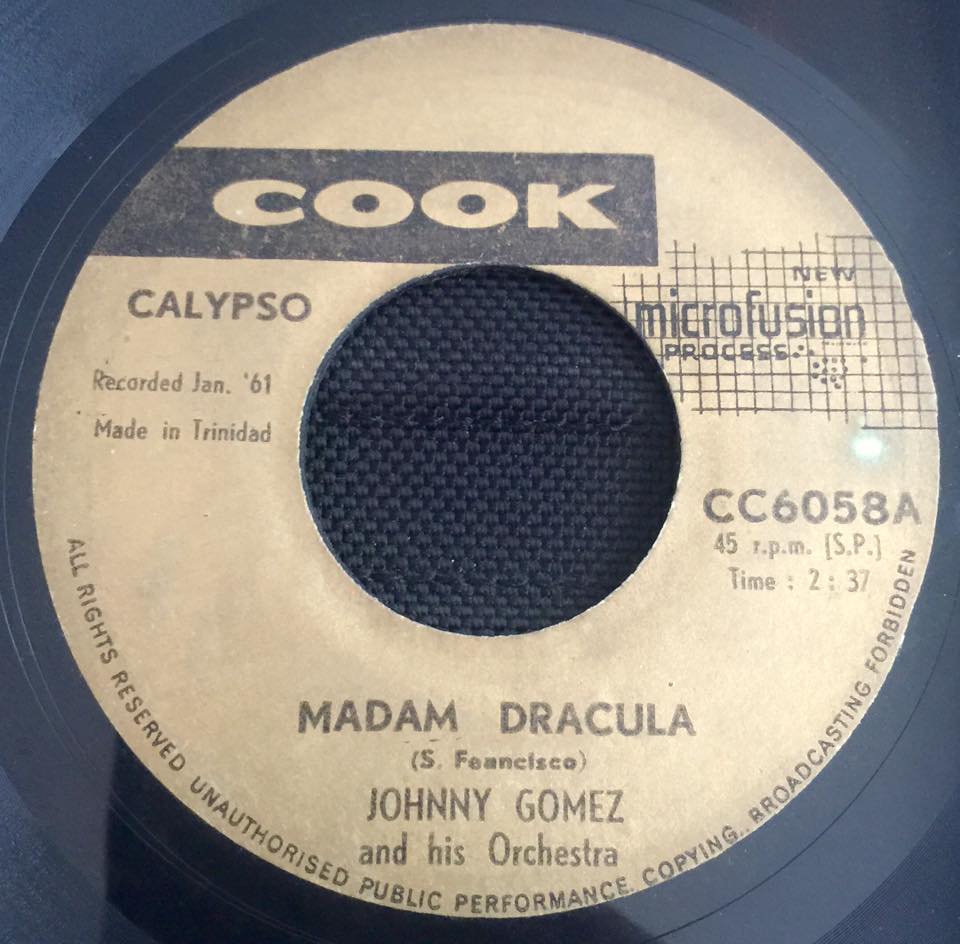 COOK
CALYPSO
NEW
microfusion
PROCESS
Recorded Jan. '61
Made in Trinidad
CC6058A
45 r.p.m. [S.P.]
Time : 2 : 37
MADAM DRACULA
(S. Feancisco)
JOHNNY GOMEZ
and his Orchestra
ALL RIGHTS RESERVED UNAUTHORISED PUBLIC PERFORMANCE. COPYING.. BROADCASTING FORBIDDEN